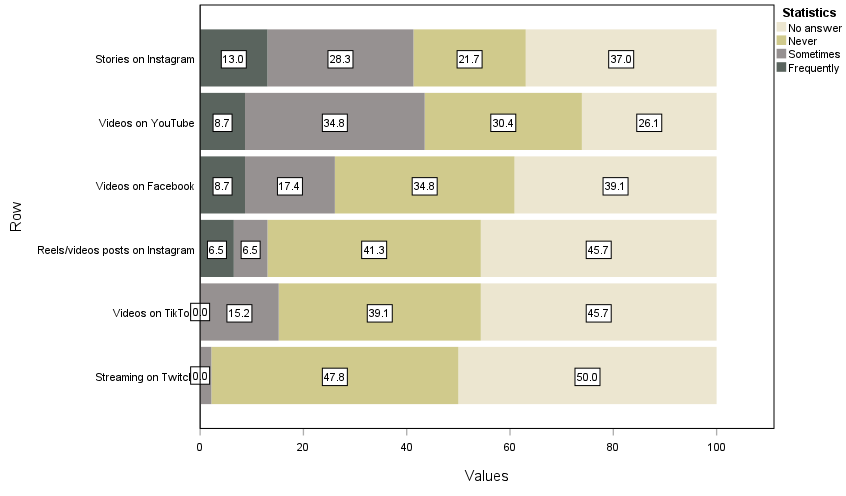 Statistics
No answer
Never
Sometimes
Frequently
Stories on Instagram 13.0 28.3 21.7 37.0
Videos on YouTube 8.7 34.8 30.4 26.1
Videos on Facebook 8.7 17.4 34.8 39.1
Reels/videos posts on Instagram 6.5 6.5 41.3 45.7
Videos on TikTo 0.0 15.2 39.1 45.7
Streaming on Twitc 0.0 47.8 50.0
Row
0 20 40 60 80 100
Values